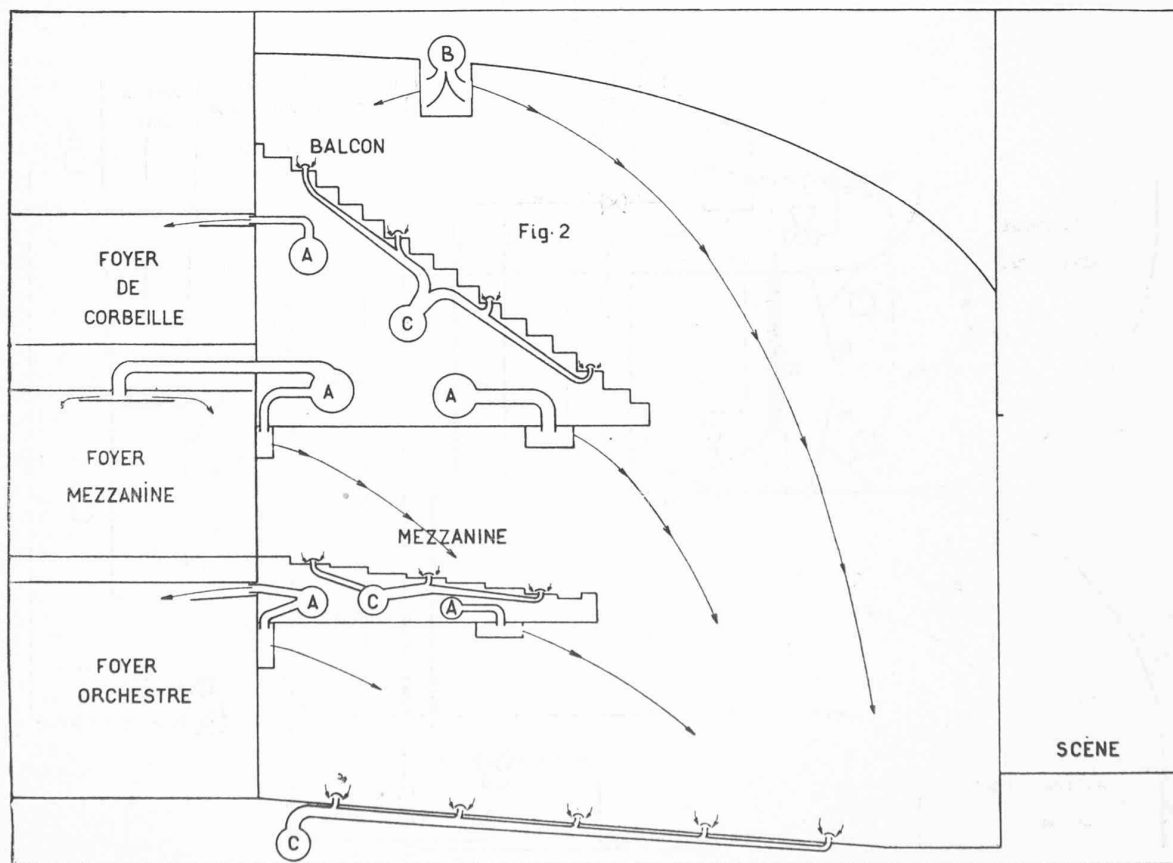 B
BALCON
Fig. 2
A
FOYER
DE
CORBEILLE
C
A
A
FOYER
MEZZANINE
MEZZANINE
A
C
A
FOYER
ORCHESTRE
SCÈNE
C